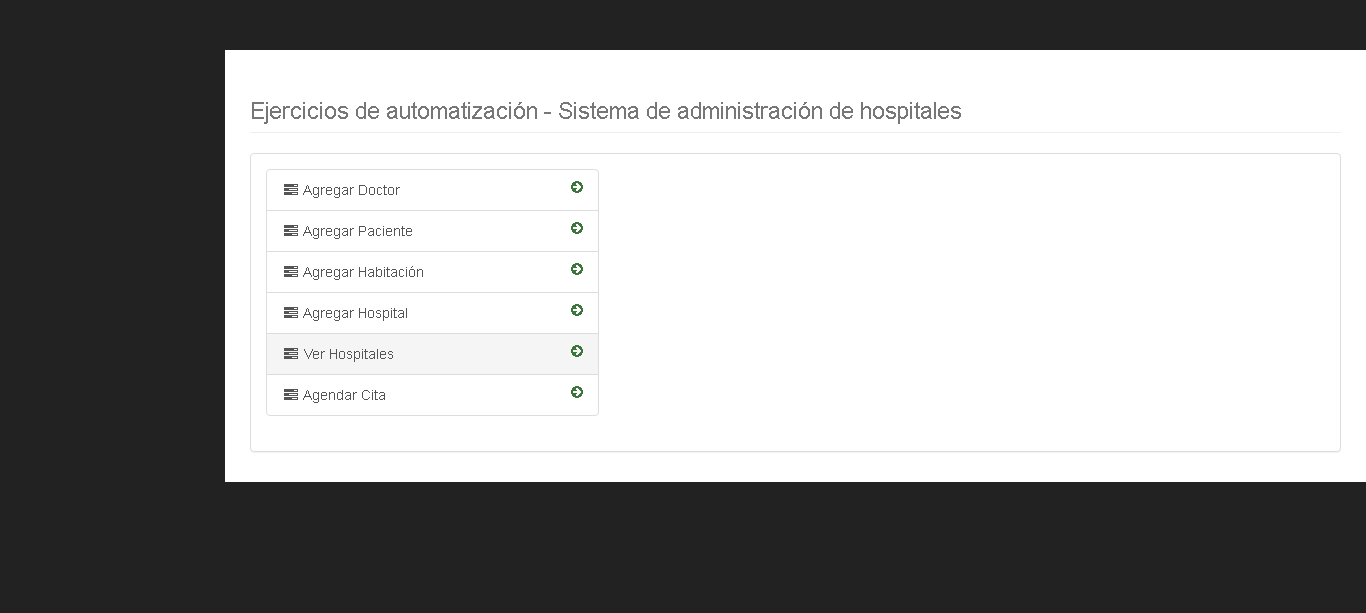 Ejercicios de automatización - Sistema de administración de hospitales
Agregar Doctor
Agregar Paciente
Agregar Habitación
Agregar Hospital
Ver Hospitales
Agendar Cita